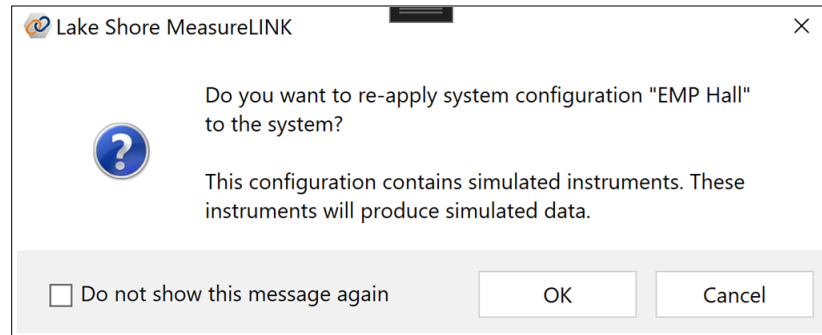 Lake Shore MeasureLINK
Do you want to re-apply system configuration "EMP Hall"
to the system?
This configuration contains simulated instruments. These
instruments will produce simulated data.
Do not show this message again
OK
Cancel